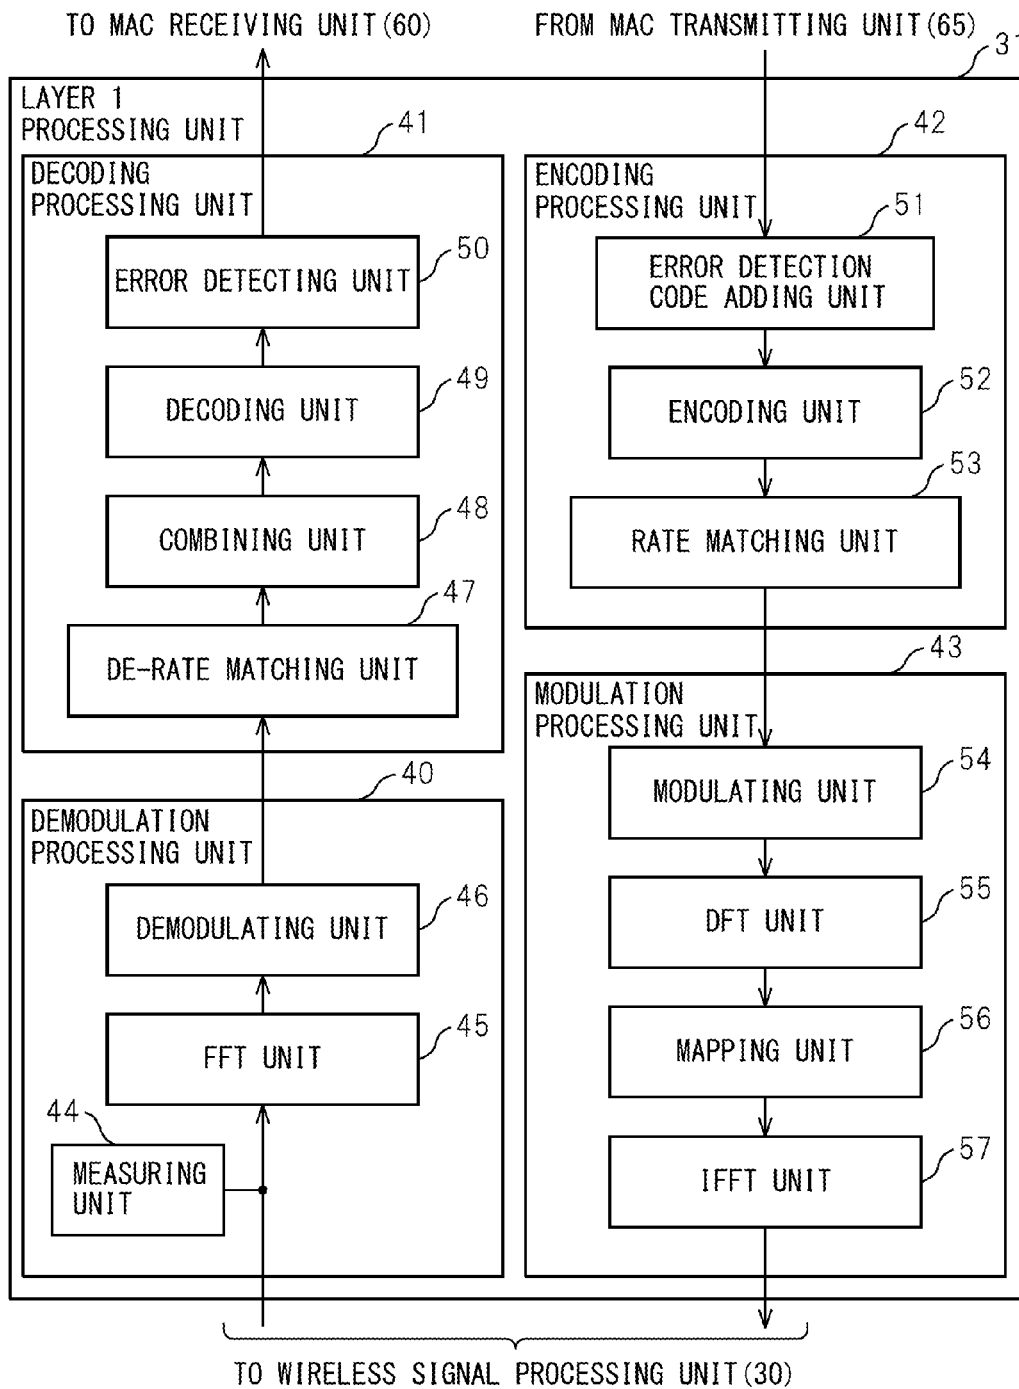 TO MAC RECEIVING UNIT(60)
FROM MAC TRANSMITTING UNIT(65)
31
LAYER 1
PROCESSING UNIT
41
DECODING
PROCESSING UNIT
50
ERROR DETECTING UNIT
49
DECODING UNIT
48
COMBINING UNIT
47
DE-RATE MATCHING UNIT
40
DEMODULATION
PROCESSING UNIT
46
DEMODULATING UNIT
45
FFT UNIT
44
MEASURING
UNIT
42
ENCODING
PROCESSING UNIT
51
ERROR DETECTION
CODE ADDING UNIT
52
ENCODING UNIT
53
RATE MATCHING UNIT
43
MODULATION
PROCESSING UNIT
54
MODULATING UNIT
55
DFT UNIT
56
MAPPING UNIT
57
IFFT UNIT
TO WIRELESS SIGNAL PROCESSING UNIT(30)